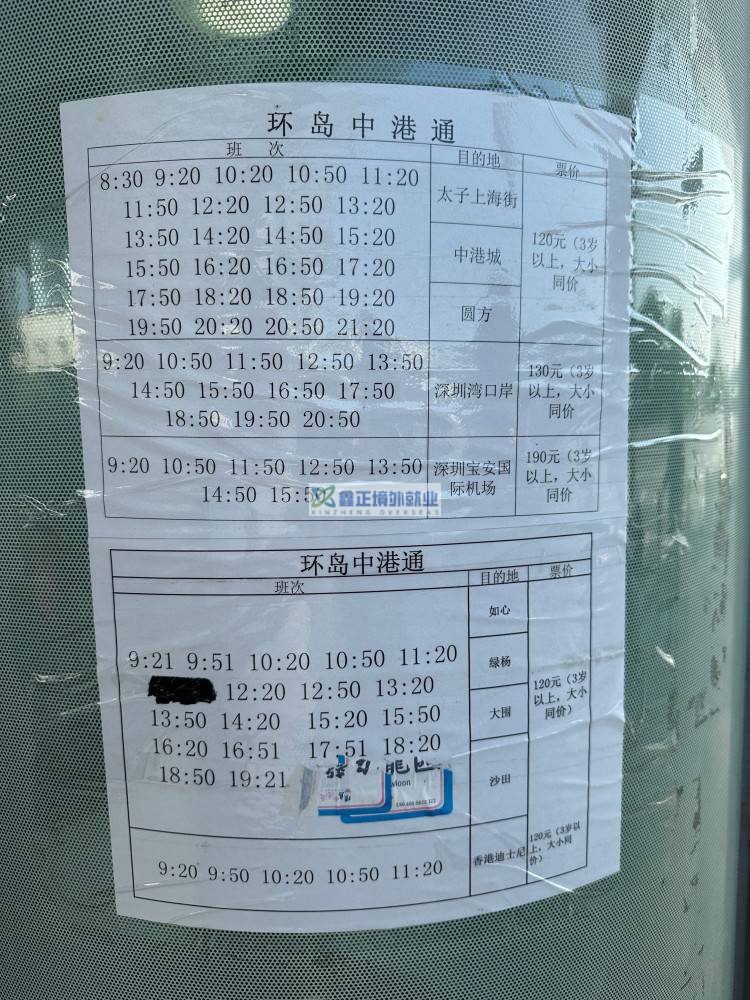 环岛中港通
班次 目的地 票价
8:30 9:20 10:20 10:50 11:20
11:50 12:20 12:50 13:20
太子上海街
13:50 14:20 14:50 15:20
15:50 16:20 16:50 17:20
中港城
17:50 18:20 18:50 19:20
19:50 20:20 20:50 21:20
圆方
120元（3岁
以上，大小
同价
9:20 10:50 11:50 12:50 13:50
14:50 15:50 16:50 17:50
18:50 19:50 20:50
深圳湾口岸
130元（3岁
以上，大小
同价
9:20 10:50 11:50 12:50 13:50
14:50 15:50
深圳宝安国
际机场
190元（3岁
以上，大小
同价
鑫正境外就业
XINZHENG OVERSEAS
环岛中港通
班次 目的地 票价
如心
9:21 9:51 10:20 10:50 11:20
绿杨
12:20 12:50 13:20
13:50 14:20 15:20 15:50
大围
16:20 16:51 17:51 18:20
18:50 19:21
沙田
120元（3岁
以上，大小
同价）
9:20 9:50 10:20 10:50 11:20
香港迪士尼
120元（3岁以
上，大小同
价）